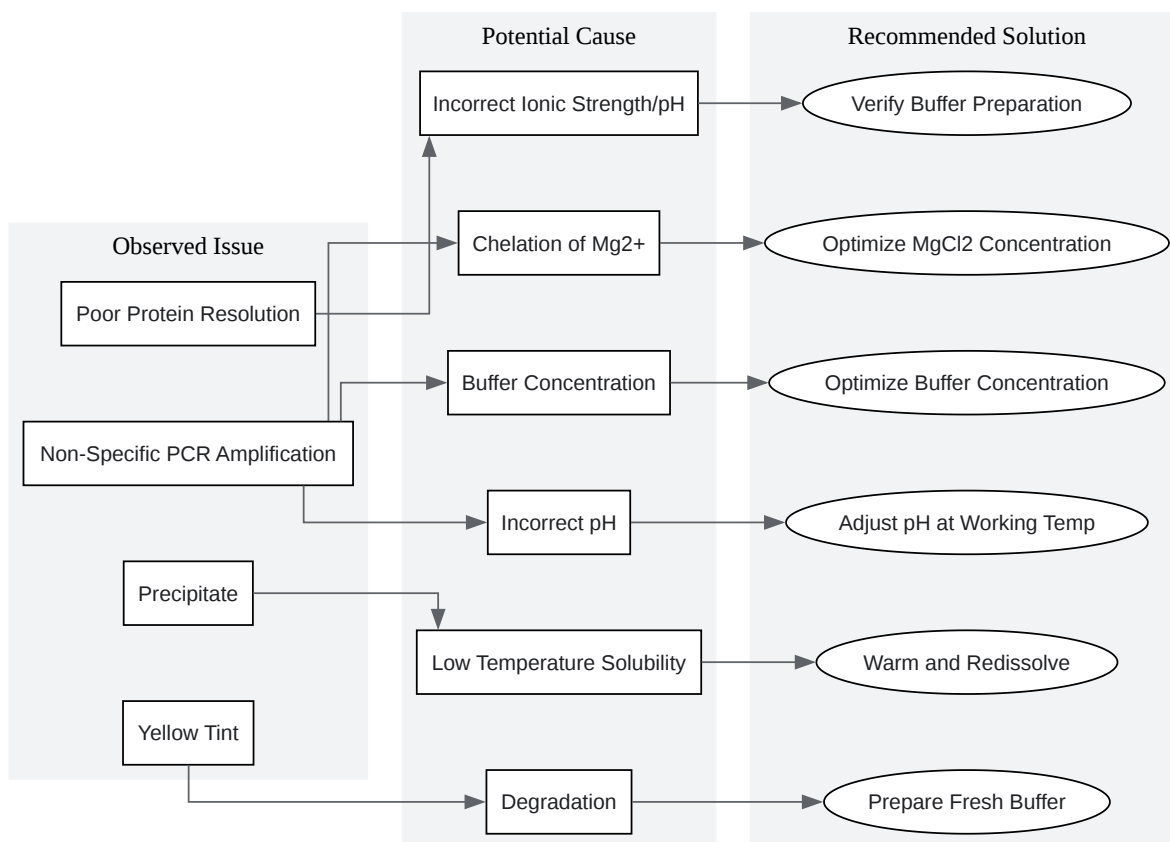 Observed Issue
Poor Protein Resolution
Non-Specific PCR Amplification
Precipitate
Yellow Tint
Potential Cause
Incorrect Ionic Strength/pH
Chelation of Mg2+
Buffer Concentration
Incorrect pH
Low Temperature Solubility
Degradation
Recommended Solution
Verify Buffer Preparation
Optimize MgCl2 Concentration
Optimize Buffer Concentration
Adjust pH at Working Temp
Warm and Redissolve
Prepare Fresh Buffer